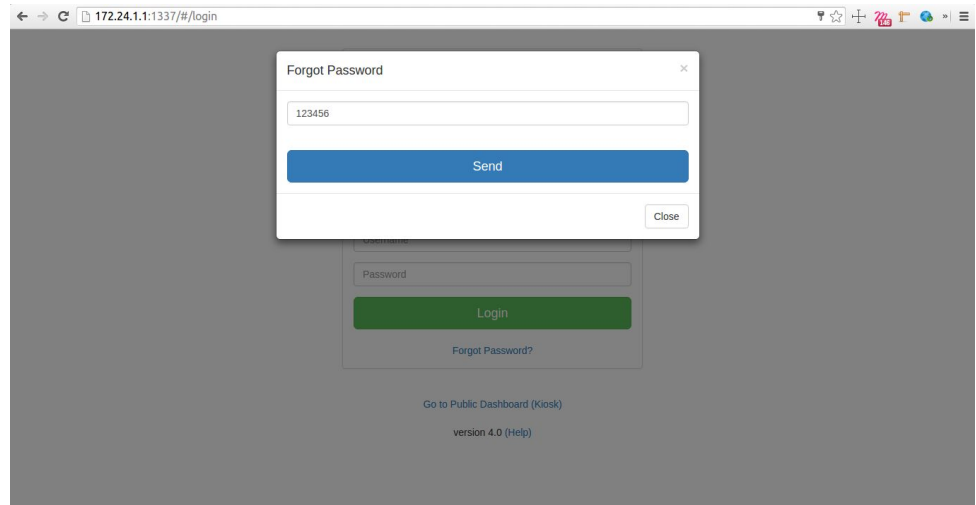 172.24.1.1:1337/#/login
Forgot Password
×
123456
Send
Close
Username
Password
Login
Forgot Password?
Go to Public Dashboard (Kiosk)
version 4.0 (Help)